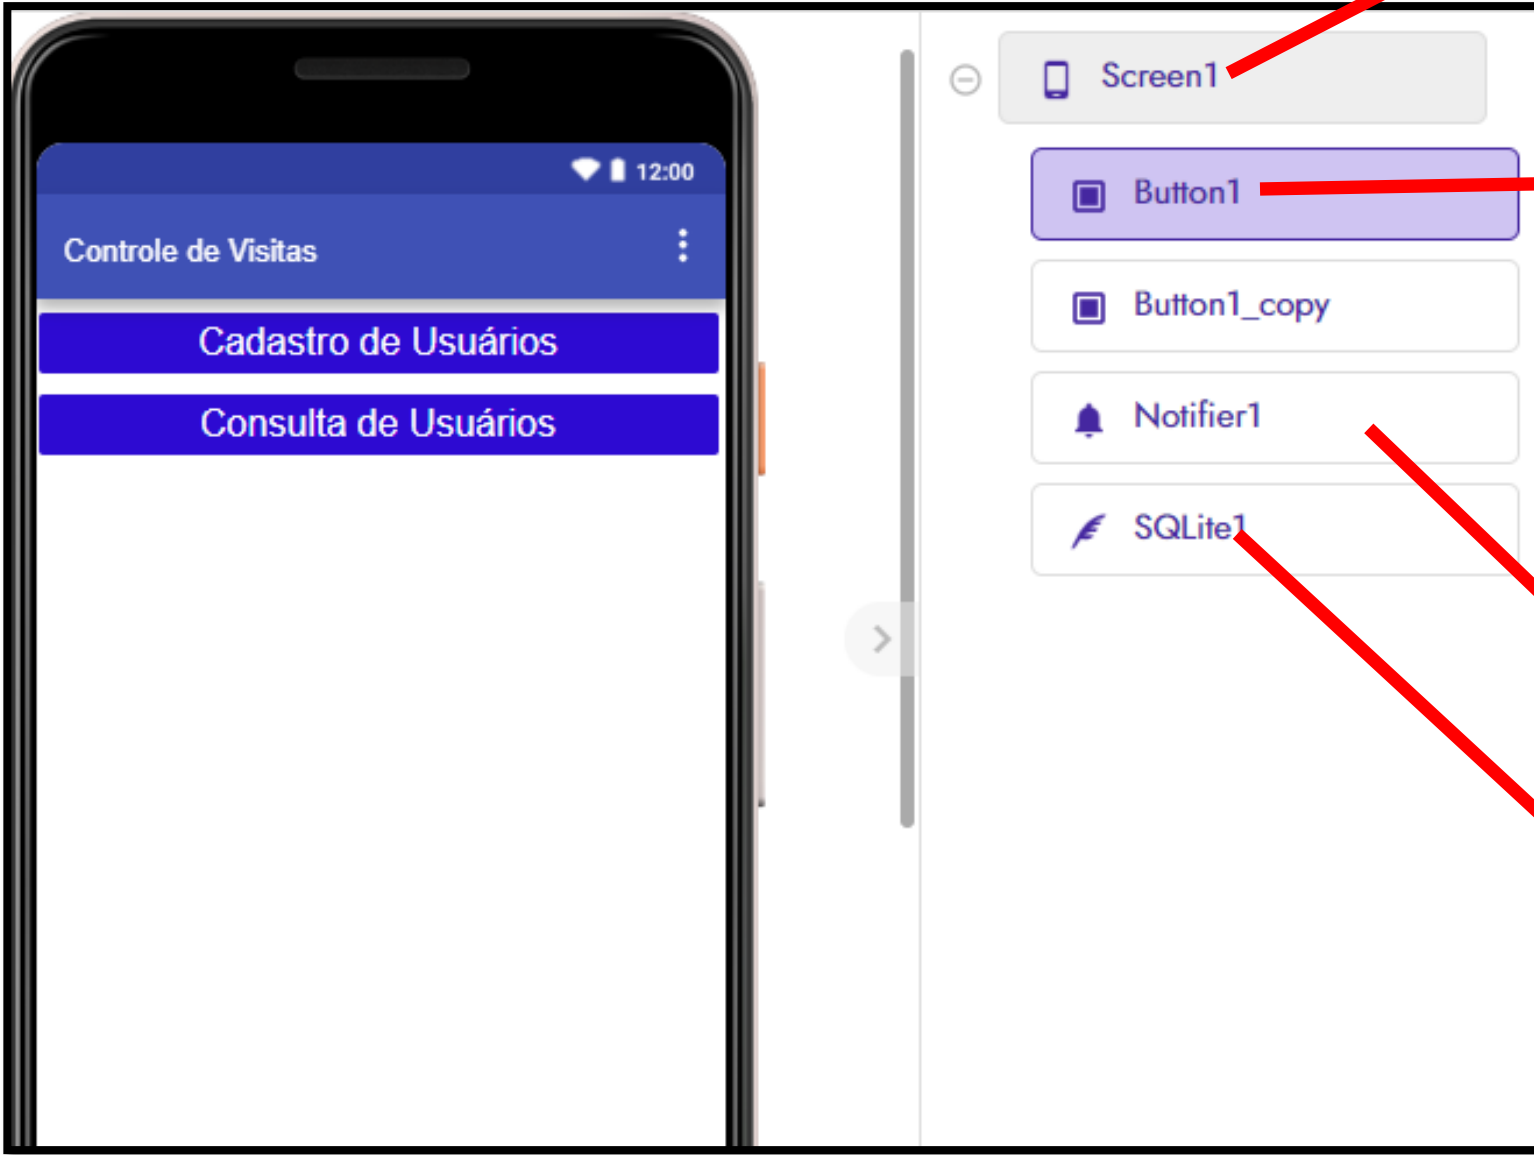 12:00
Controle de Visitas
Cadastro de Usuários
Consulta de Usuários
Screen1
Button1
Button1_copy
Notifier1
SQLite1